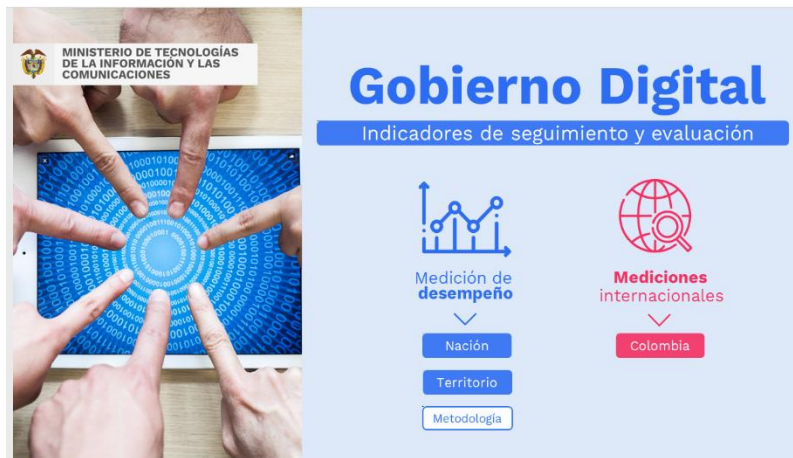 MINISTERIO DE TECNOLOGÍAS
DE LA INFORMACIÓN Y LAS
COMUNICACIONES
Gobierno Digital
Indicadores de seguimiento y evaluación
Medición de
desempeño
Nación
Territorio
Metodología
Mediciones
internacionales
Colombia